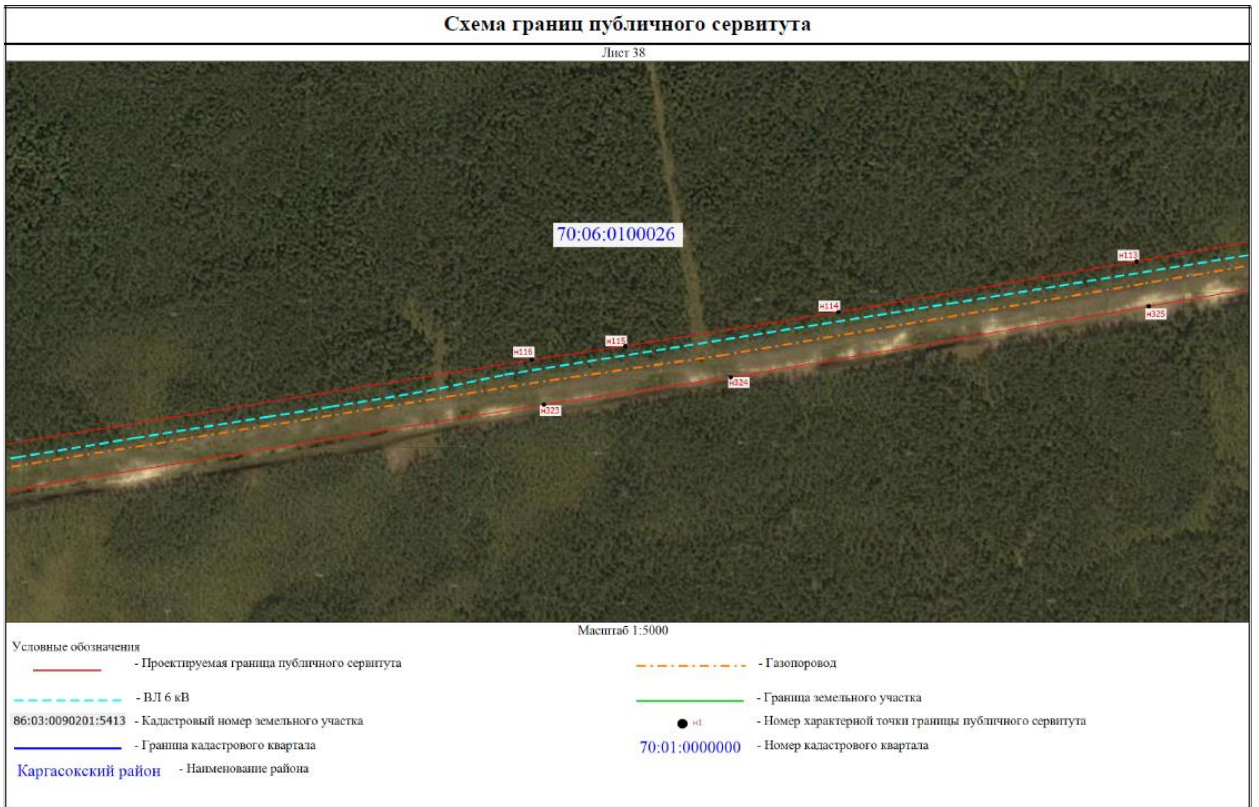 Схема границ публичного сервитута
Лист 38
70:06:0100026
н113
н114
н325
н115
н116
н324
н323
Масштаб 1:5000
Условные обозначения
- Проектируемая граница публичного сервитута
- Газопоровод
- ВЛ 6 кВ
- Граница земельного участка
86:03:0090201:5413 - Кадастровый номер земельного участка
н1 - Номер характерной точки границы публичного сервитута
- Граница кадастрового квартала
70:01:0000000 - Номер кадастрового квартала
Каргасокский район - Наименование района